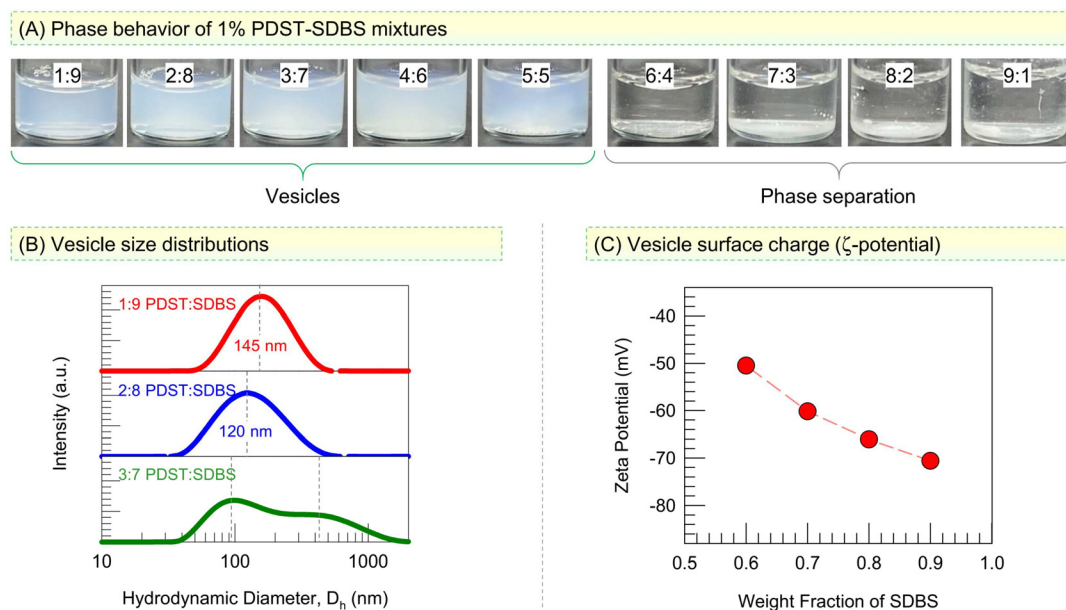 (A) Phase behavior of 1% PDST-SDBS mixtures
1:9 2:8 3:7 4:6 5:5 6:4 7:3 8:2 9:1
Vesicles Phase separation
(B) Vesicle size distributions
1:9 PDST:SDBS
145 nm
2:8 PDST:SDBS
120 nm
3:7 PDST:SDBS
Intensity (a.u.)
10 100 1000
Hydrodynamic Diameter, Dₕ (nm)
(C) Vesicle surface charge (ζ-potential)
Zeta Potential (mV)
-40
-50
-60
-70
-80
0.5 0.6 0.7 0.8 0.9 1.0
Weight Fraction of SDBS